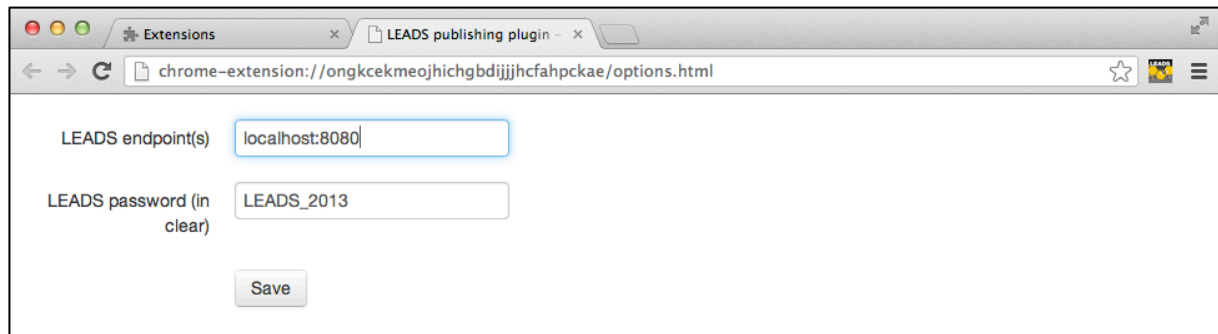 Extensions
LEADS publishing plugin –
chrome-extension://ongkcekmeojhichgbdijjjhcfahpckae/options.html
LEADS
LEADS endpoint(s)
localhost:8080
LEADS password (in
clear)
LEADS_2013
Save